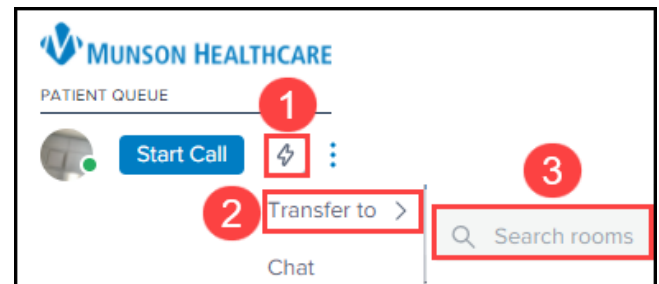 MUNSON HEALTHCARE
PATIENT QUEUE
1
Start Call
3
2
Transfer to
Search rooms
Chat